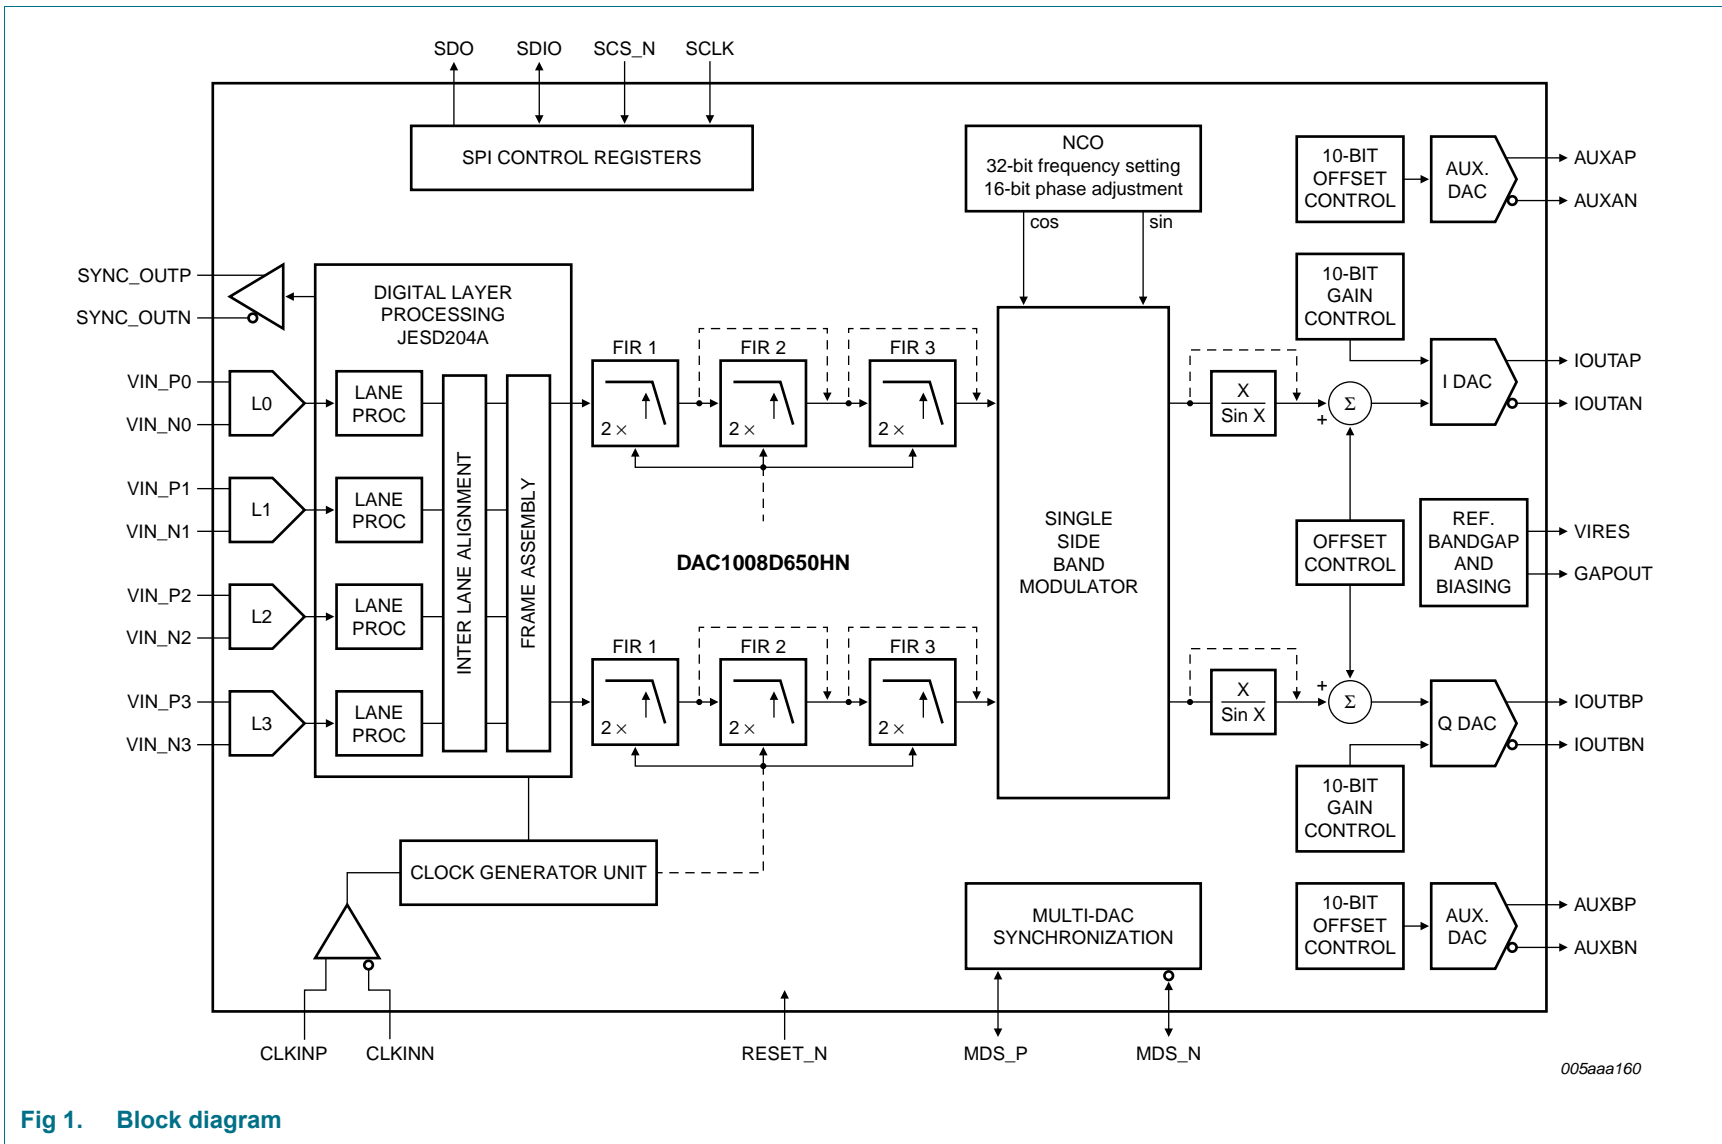 SDO
SDIO
SCS_N
SCLK
SPI CONTROL REGISTERS
NCO
32-bit frequency setting
16-bit phase adjustment
cos
sin
10-BIT
OFFSET
CONTROL
AUX.
DAC
AUXAP
AUXAN
SYNC_OUTP
SYNC_OUTN
DIGITAL LAYER
PROCESSING
JESD204A
10-BIT
GAIN
CONTROL
VIN_P0
VIN_N0
L0
LANE
PROC
VIN_P1
VIN_N1
L1
LANE
PROC
VIN_P2
VIN_N2
L2
LANE
PROC
VIN_P3
VIN_N3
L3
LANE
PROC
INTER LANE ALIGNMENT
FRAME ASSEMBLY
FIR 1
2 ×
FIR 2
2 ×
FIR 3
2 ×
DAC1008D650HN
FIR 1
2 ×
FIR 2
2 ×
FIR 3
2 ×
SINGLE
SIDE
BAND
MODULATOR
X
Sin X
+
Σ
I DAC
IOUTAP
IOUTAN
OFFSET
CONTROL
REF.
BANDGAP
AND
BIASING
VIRES
GAPOUT
X
Sin X
+
Σ
Q DAC
IOUTBP
IOUTBN
10-BIT
GAIN
CONTROL
CLOCK GENERATOR UNIT
MULTI-DAC
SYNCHRONIZATION
10-BIT
OFFSET
CONTROL
AUX.
DAC
AUXBP
AUXBN
CLKINP
CLKINN
RESET_N
MDS_P
MDS_N
005aaa160
Fig 1. Block diagram